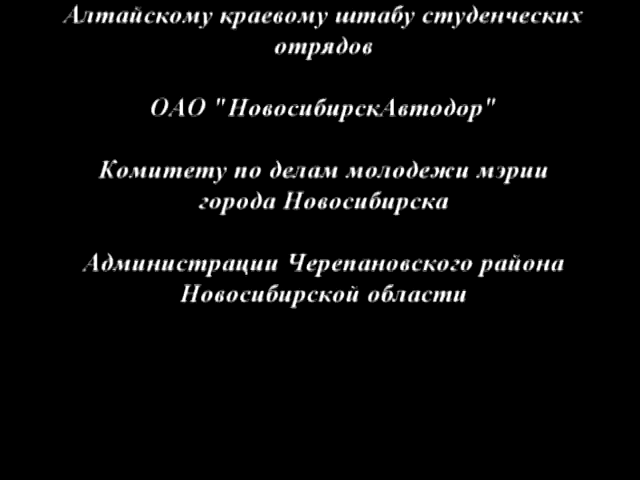 Алтайскому краевому штабу студенческих
отрядов
ОАО "НовосибирскАвтодор"
Комитету по делам молодежи мэрии
города Новосибирска
Администрации Черепановского района
Новосибирской области